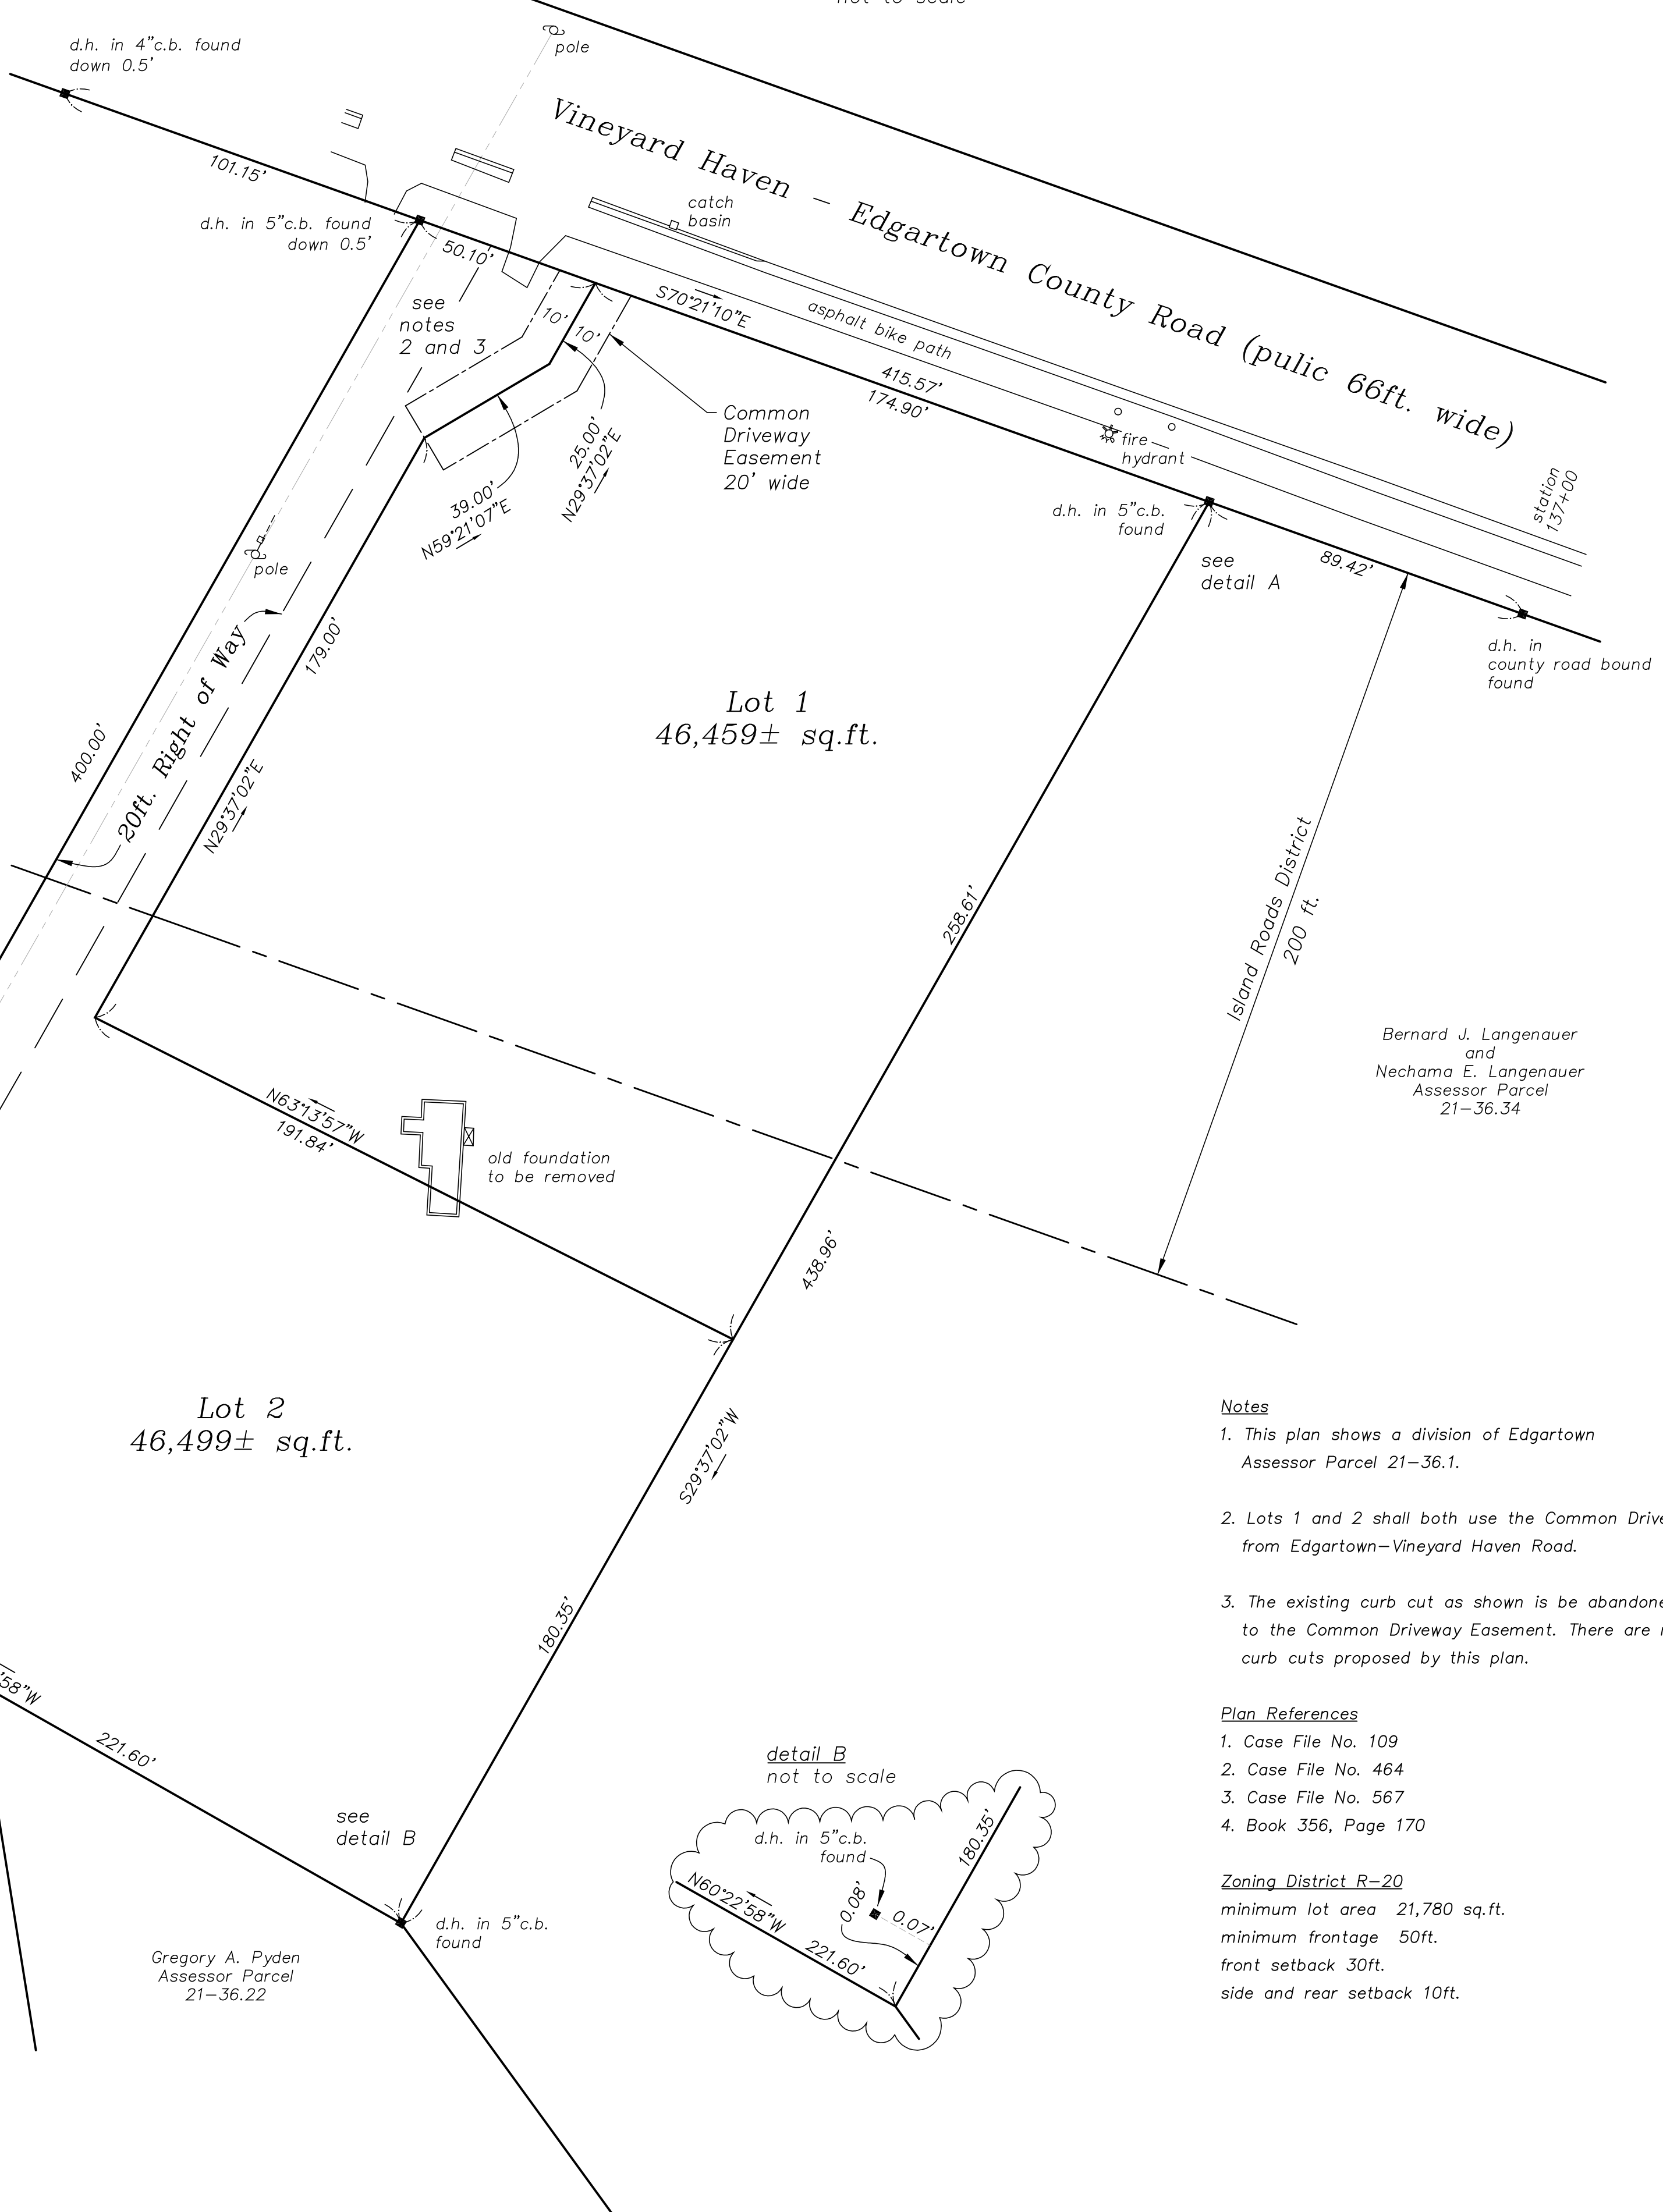 not to scale
d.h. in 4"c.b. found
down 0.5'
pole
Vineyard Haven - Edgartown County Road (pulic 66ft. wide)
101.15'
d.h. in 5"c.b. found
down 0.5'
50.10'
catch
basin
see
notes
2 and 3
10'
10'
S70°21'10"E
asphalt bike path
415.57'
174.90'
Common
Driveway
Easement
20' wide
25.00'
N29°37'02"E
39.00'
N59°21'07"E
fire
hydrant
station
137+00
d.h. in 5"c.b.
found
see
detail A
89.42'
d.h. in
county road bound
found
pole
20ft. Right of Way
400.00'
179.00'
N29°37'02"E
Lot 1
46,459± sq.ft.
258.61'
Island Roads District
200 ft.
Bernard J. Langenauer
and
Nechama E. Langenauer
Assessor Parcel
21-36.34
N63°13'57"W
191.84'
old foundation
to be removed
438.96'
S29°37'02"W
Lot 2
46,499± sq.ft.
180.35'
'58"W
221.60'
see
detail B
d.h. in 5"c.b.
found
Gregory A. Pyden
Assessor Parcel
21-36.22
detail B
not to scale
d.h. in 5"c.b.
found
180.35'
0.08'
0.07'
N60°22'58"W
221.60'
Notes
1. This plan shows a division of Edgartown
Assessor Parcel 21-36.1.
2. Lots 1 and 2 shall both use the Common Drive
from Edgartown-Vineyard Haven Road.
3. The existing curb cut as shown is be abandone
to the Common Driveway Easement. There are
curb cuts proposed by this plan.
Plan References
1. Case File No. 109
2. Case File No. 464
3. Case File No. 567
4. Book 356, Page 170
Zoning District R-20
minimum lot area 21,780 sq.ft.
minimum frontage 50ft.
front setback 30ft.
side and rear setback 10ft.